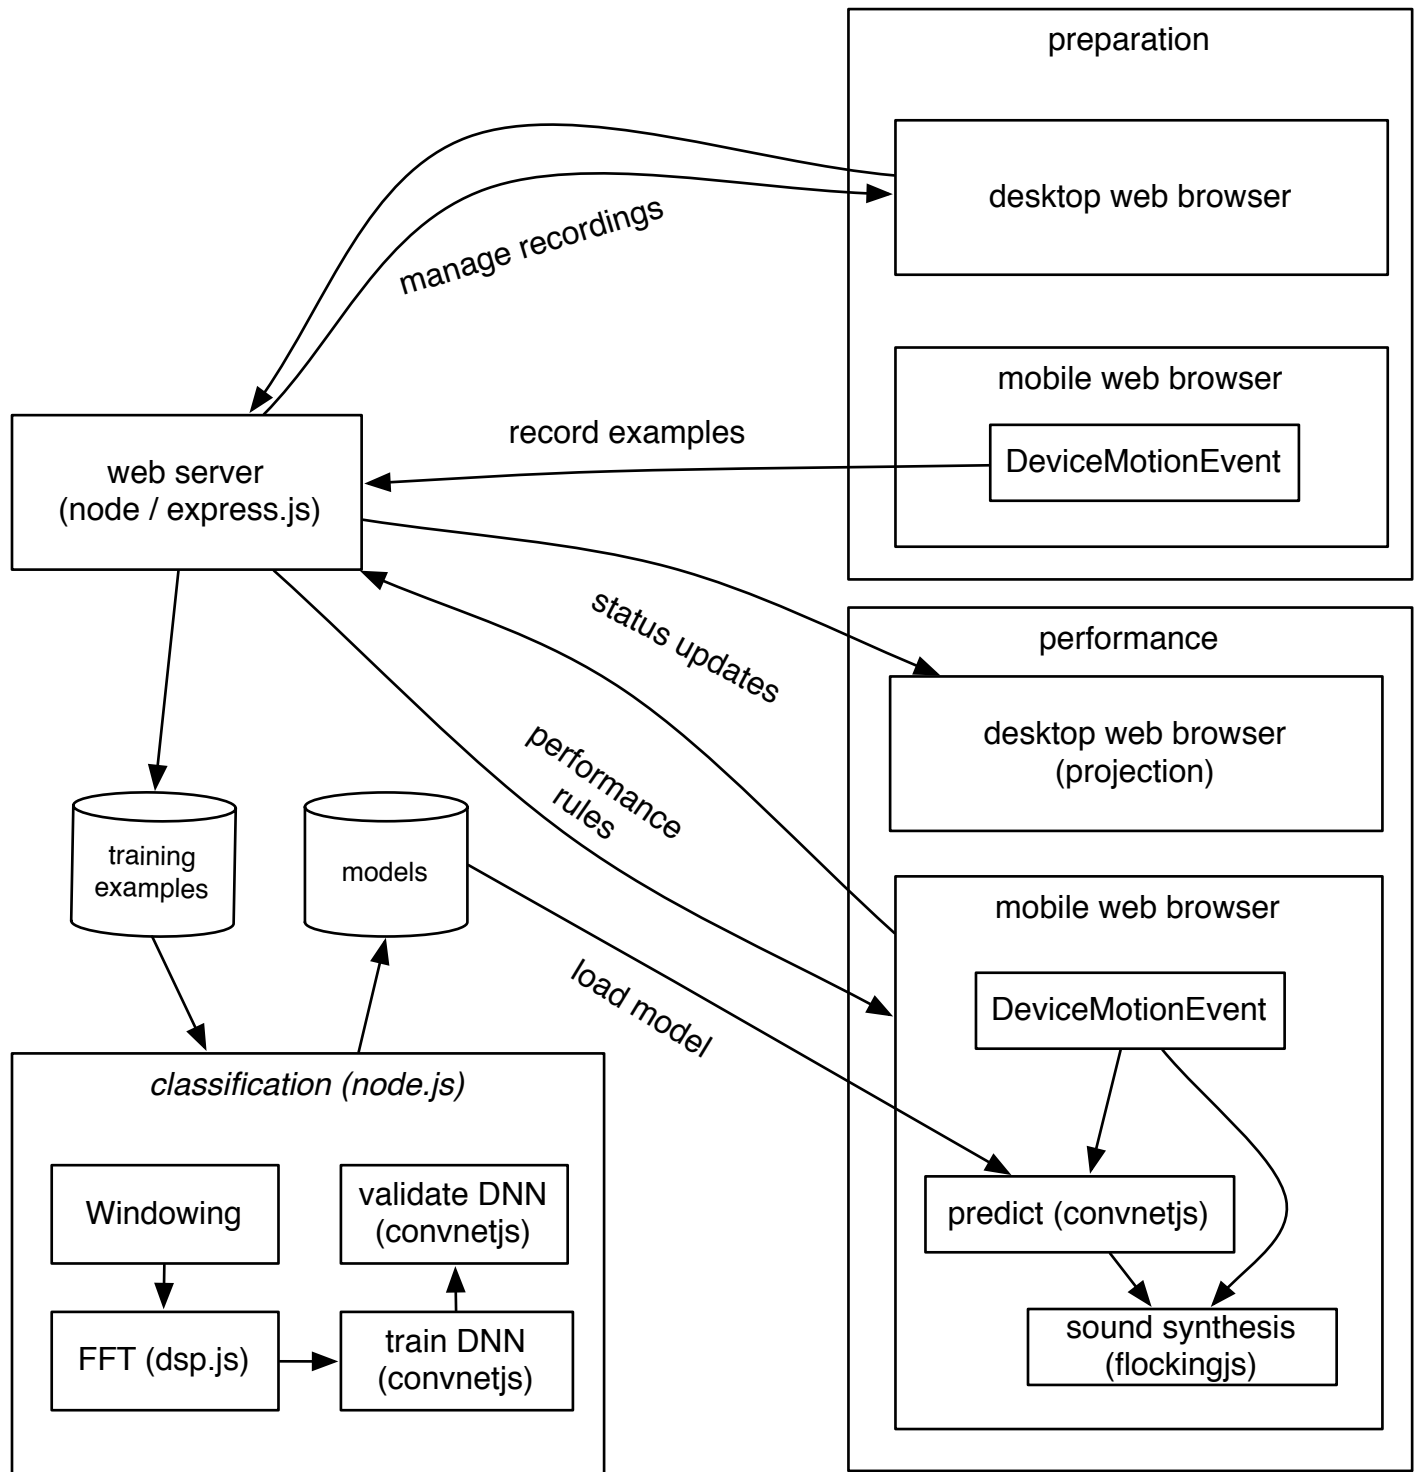 preparation
desktop web browser
manage recordings
mobile web browser
record examples
DeviceMotionEvent
web server
(node / express.js)
status updates
performance
desktop web browser
(projection)
performance
rules
training
examples
models
mobile web browser
load model
DeviceMotionEvent
classification (node.js)
Windowing
validate DNN
(convnetjs)
predict (convnetjs)
FFT (dsp.js)
train DNN
(convnetjs)
sound synthesis
(flockingjs)